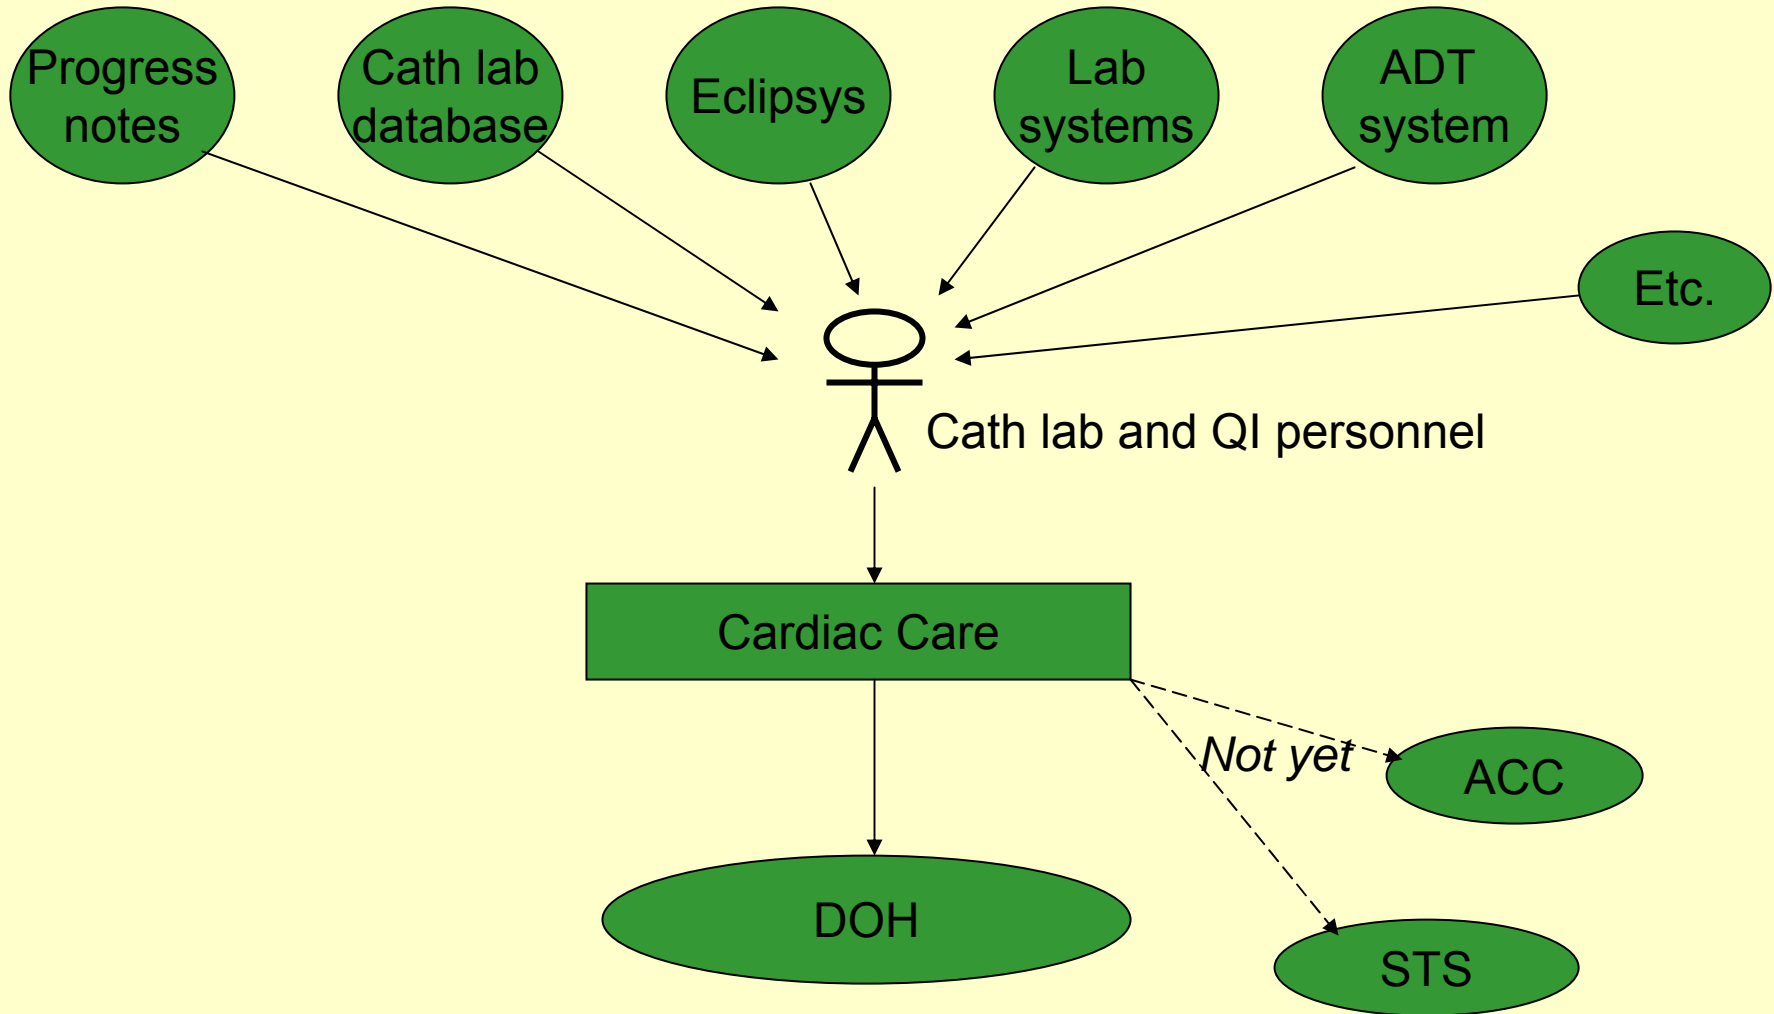 Progress
notes
Cath lab
database
Eclipsys
Lab
systems
ADT
system
Etc.
Cath lab and QI personnel
Cardiac Care
Not yet
ACC
DOH
STS